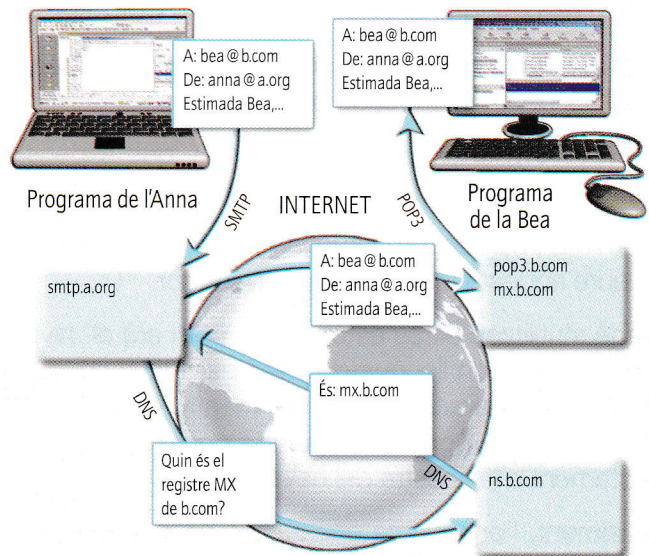 A: bea@b.com
De: anna@a.org
Estimada Bea,...
A: bea@b.com
De: anna@a.org
Estimada Bea,...
Programa de l'Anna
SMTP
INTERNET
POP3
Programa
de la Bea
smtp.a.org
A: bea@b.com
De: anna@a.org
Estimada Bea,...
pop3.b.com
mx.b.com
És: mx.b.com
DNS
Quin és el
registre MX
de b.com?
DNS
ns.b.com